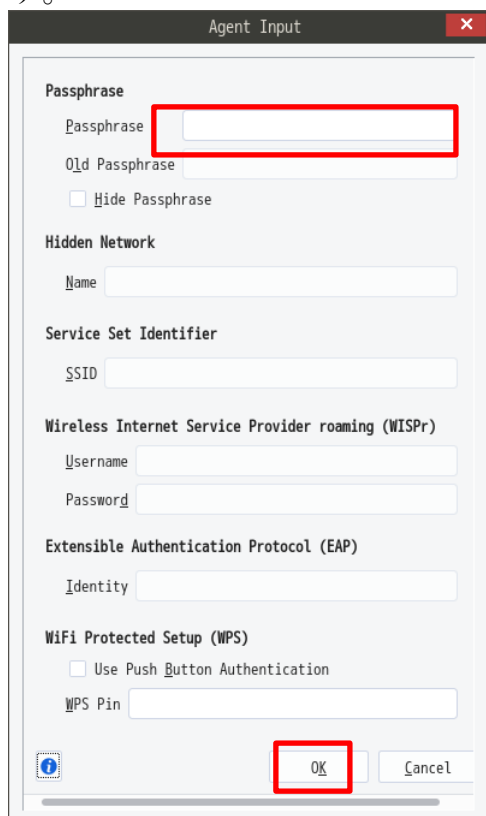 す。
Agent Input
Passphrase
Passphrase
Old Passphrase
Hide Passphrase
Hidden Network
Name
Service Set Identifier
SSID
Wireless Internet Service Provider roaming (WISPr)
Username
Password
Extensible Authentication Protocol (EAP)
Identity
WiFi Protected Setup (WPS)
Use Push Button Authentication
WPS Pin
OK Cancel